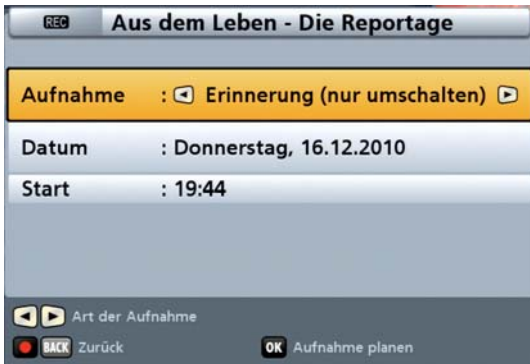 REC Aus dem Leben - Die Reportage
Aufnahme : Erinnerung (nur umschalten)
Datum : Donnerstag, 16.12.2010
Start : 19:44
Art der Aufnahme
BACK Zurück OK Aufnahme planen